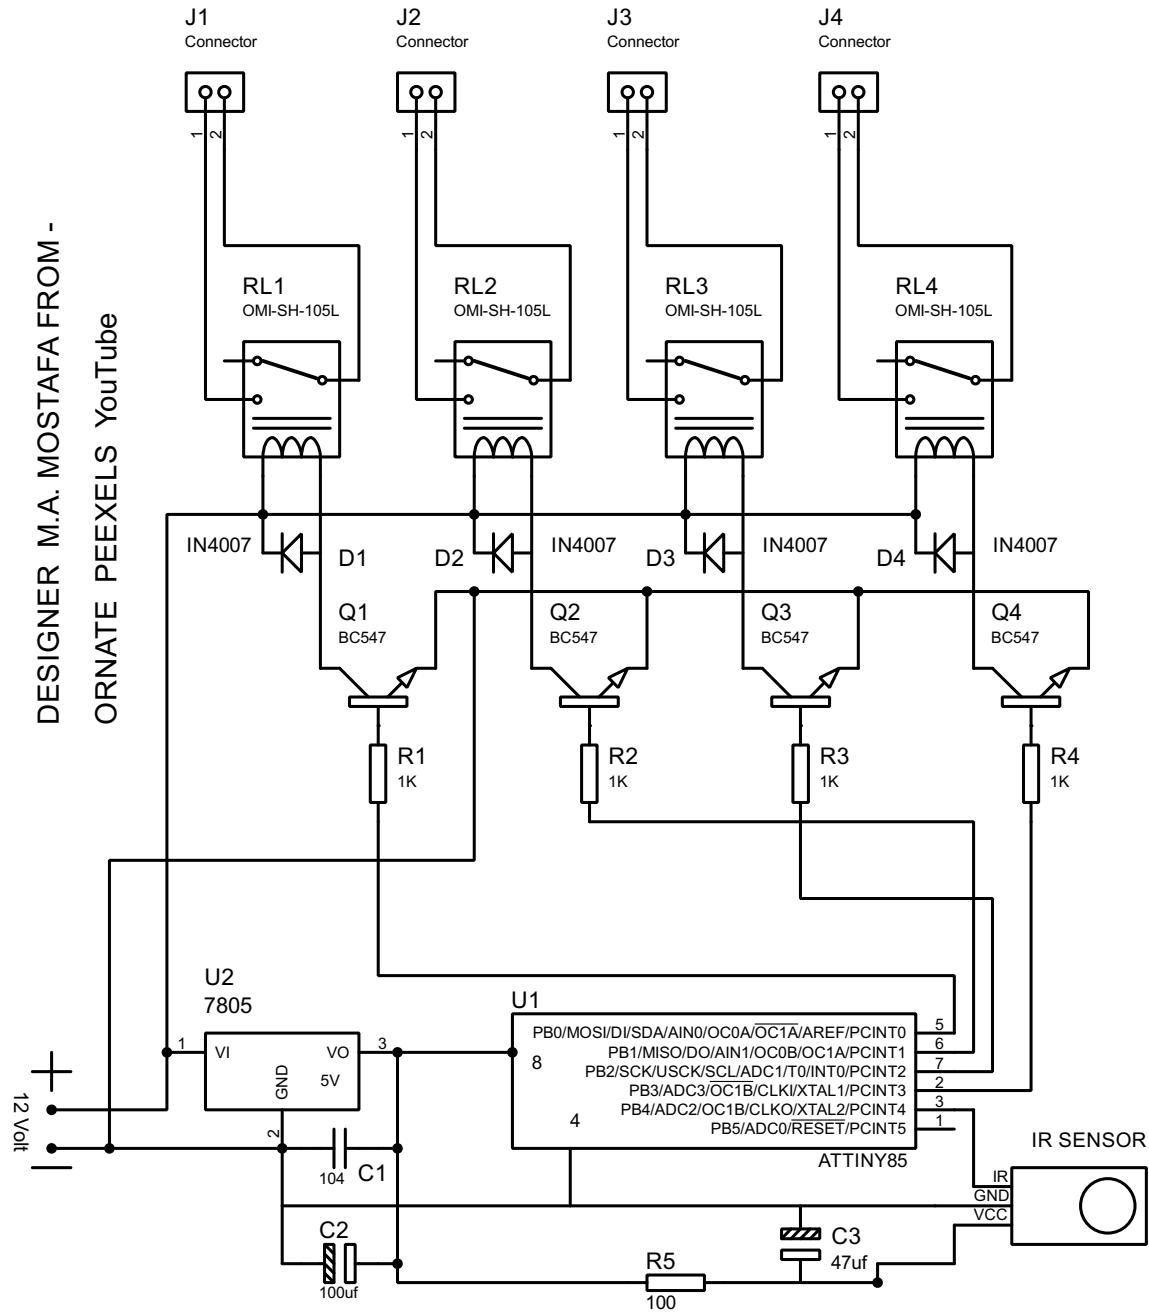 J1
Connector
J2
Connector
J3
Connector
J4
Connector
1
2
1
2
1
2
1
2
DESIGNER M.A. MOSTAFA FROM -
ORNATE PEEXELS YouTube
RL1
OMI-SH-105L
RL2
OMI-SH-105L
RL3
OMI-SH-105L
RL4
OMI-SH-105L
IN4007
D1
D2
IN4007
D3
IN4007
D4
IN4007
Q1
BC547
Q2
BC547
Q3
BC547
Q4
BC547
R1
1K
R2
1K
R3
1K
R4
1K
U2
7805
1
VI
VO
3
5V
GND
2
12 Volt
U1
8
4
PB0/MOSI/DI/SDA/AIN0/OC0A/OC1A/AREF/PCINT0
5
PB1/MISO/DO/AIN1/OC0B/OC1A/PCINT1
6
PB2/SCK/USCK/SCL/ADC1/T0/INT0/PCINT2
7
PB3/ADC3/OC1B/CLKI/XTAL1/PCINT3
2
PB4/ADC2/OC1B/CLKO/XTAL2/PCINT4
3
PB5/ADC0/RESET/PCINT5
1
ATTINY85
IR SENSOR
IR
GND
VCC
104
C1
C2
100uf
C3
47uf
R5
100